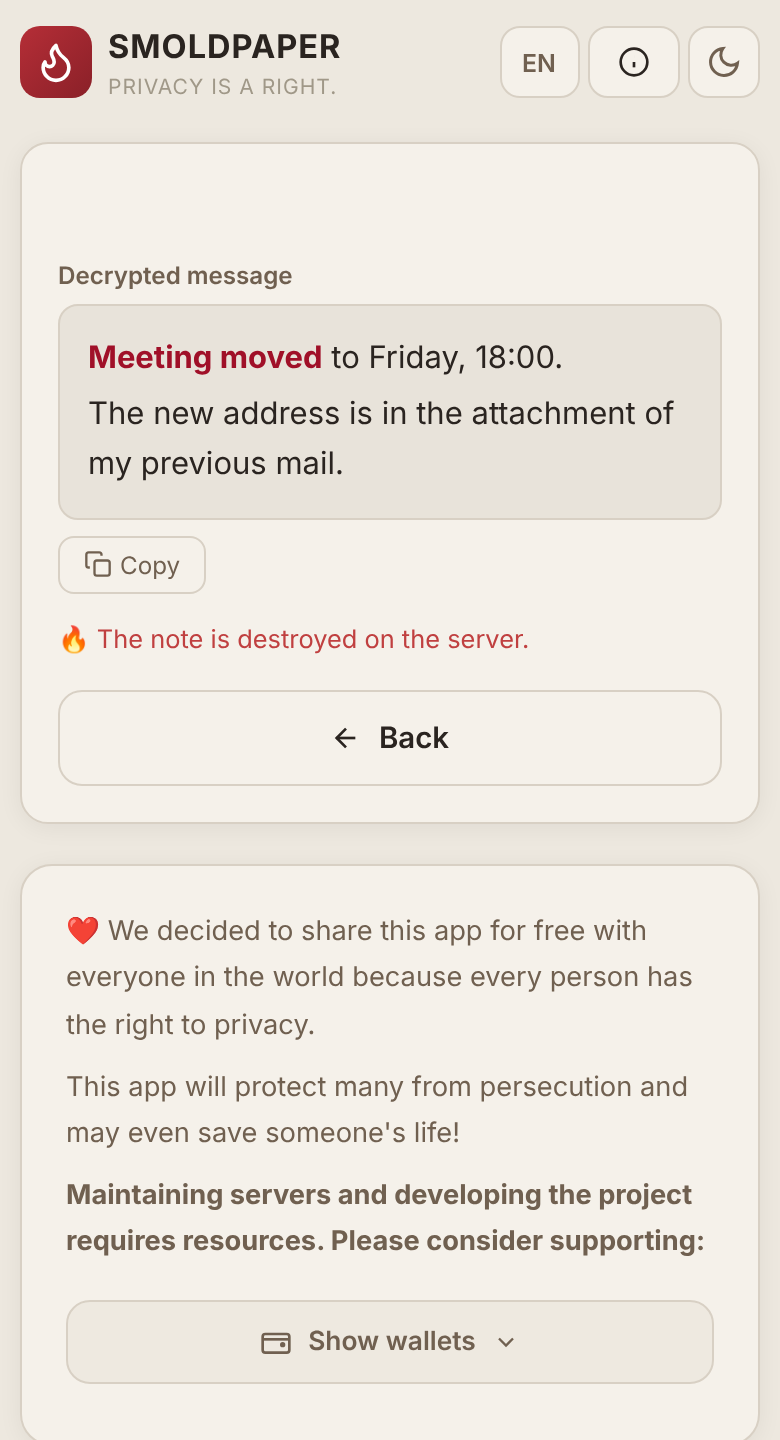 SMOLDPAPER
PRIVACY IS A RIGHT.
EN
Decrypted message
Meeting moved to Friday, 18:00.
The new address is in the attachment of
my previous mail.
Copy
🔥 The note is destroyed on the server.
← Back
❤️ We decided to share this app for free with
everyone in the world because every person has
the right to privacy.
This app will protect many from persecution and
may even save someone's life!
Maintaining servers and developing the project
requires resources. Please consider supporting:
Show wallets